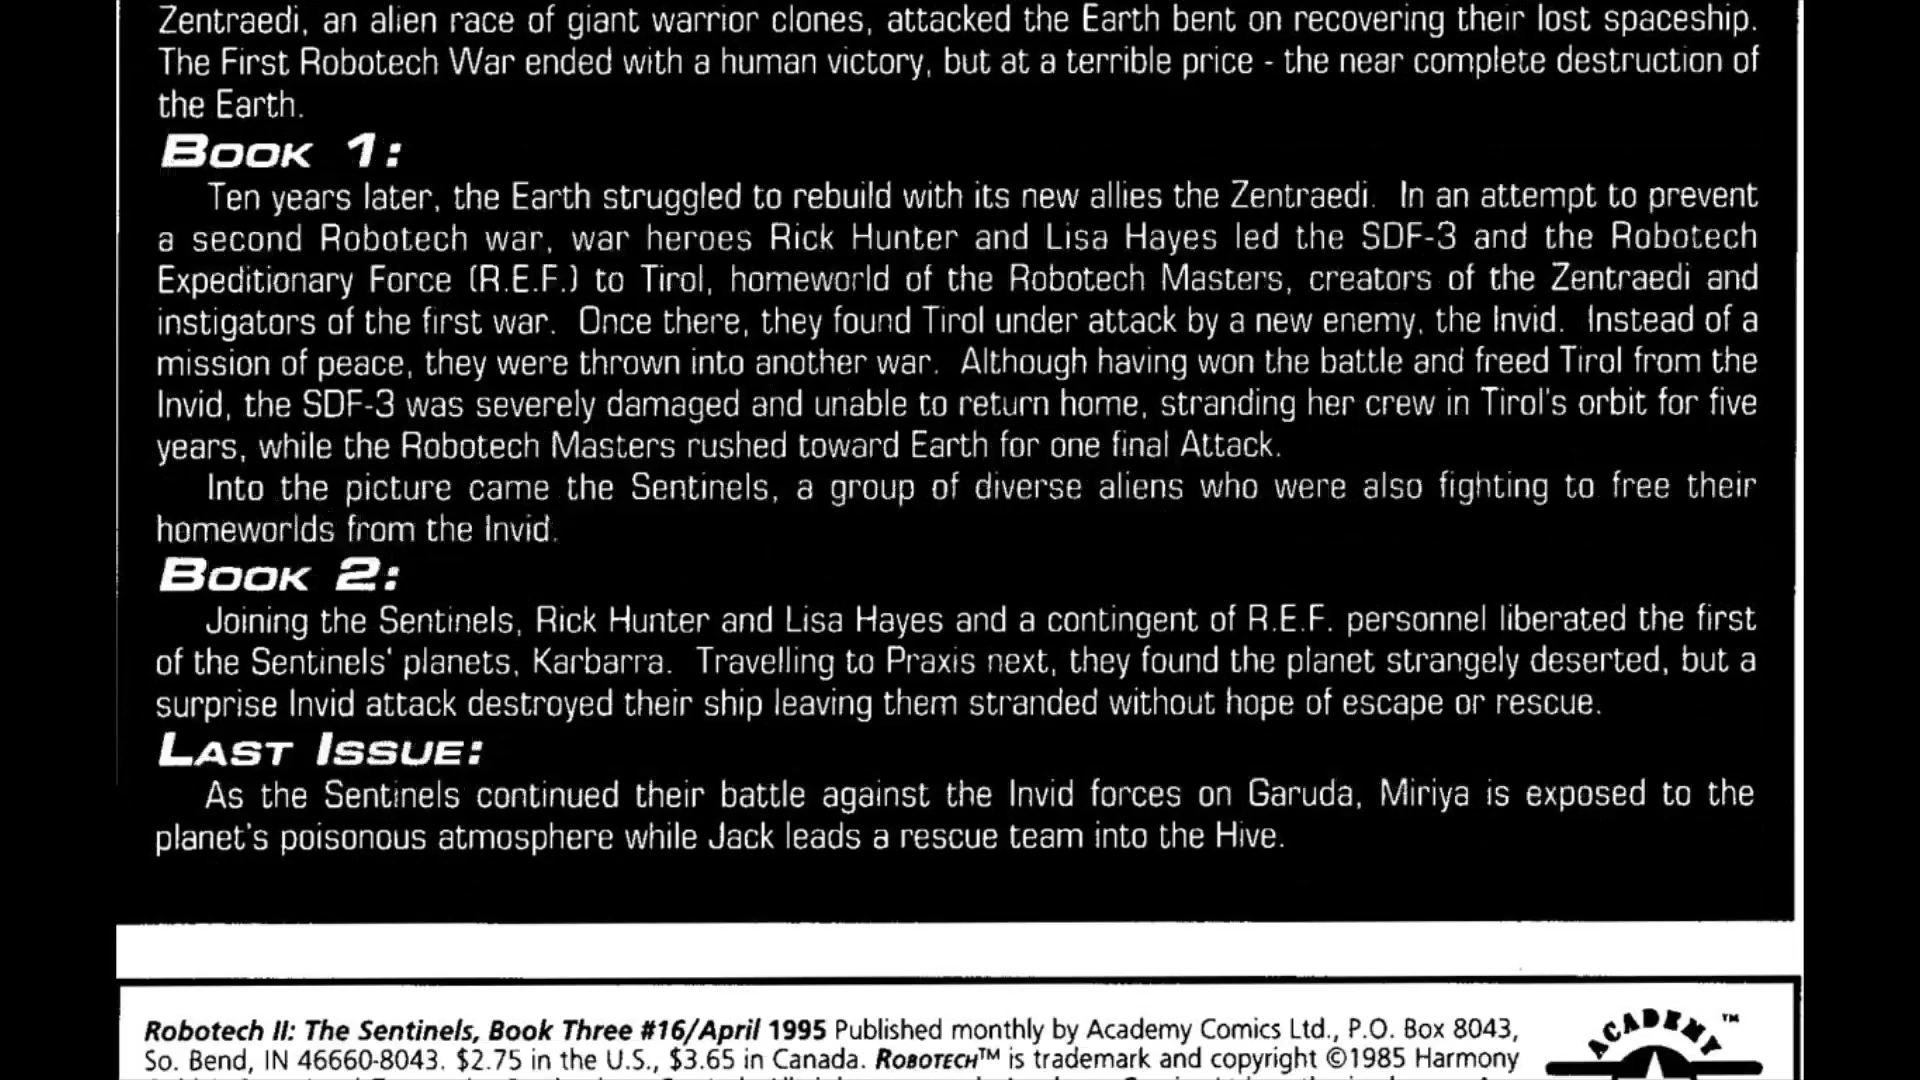 Zentraedi, an alien race of giant warrior clones, attacked the Earth bent on recovering their lost spaceship.
The First Robotech War ended with a human victory, but at a terrible price - the near complete destruction of
the Earth.
BOOK 1:
Ten years later, the Earth struggled to rebuild with its new allies the Zentraedi. In an attempt to prevent
a second Robotech war, war heroes Rick Hunter and Lisa Hayes led the SDF-3 and the Robotech
Expeditionary Force (R.E.F.) to Tirol, homeworld of the Robotech Masters, creators of the Zentraedi and
instigators of the first war. Once there, they found Tirol under attack by a new enemy, the Invid. Instead of a
mission of peace, they were thrown into another war. Although having won the battle and freed Tirol from the
Invid, the SDF-3 was severely damaged and unable to return home, stranding her crew in Tirol's orbit for five
years, while the Robotech Masters rushed toward Earth for one final Attack.
Into the picture came the Sentinels, a group of diverse aliens who were also fighting to free their
homeworlds from the Invid.
BOOK 2:
Joining the Sentinels, Rick Hunter and Lisa Hayes and a contingent of R.E.F. personnel liberated the first
of the Sentinels' planets, Karbarra. Travelling to Praxis next, they found the planet strangely deserted, but a
surprise Invid attack destroyed their ship leaving them stranded without hope of escape or rescue.
LAST ISSUE:
As the Sentinels continued their battle against the Invid forces on Garuda, Miriya is exposed to the
planet's poisonous atmosphere while Jack leads a rescue team into the Hive.
Robotech II: The Sentinels, Book Three #16/April 1995 Published monthly by Academy Comics Ltd., P.O. Box 8043,
So. Bend, IN 46660-8043. $2.75 in the U.S., $3.65 in Canada. ROBOTECH™ is trademark and copyright ©1985 Harmony
ACADEMY™